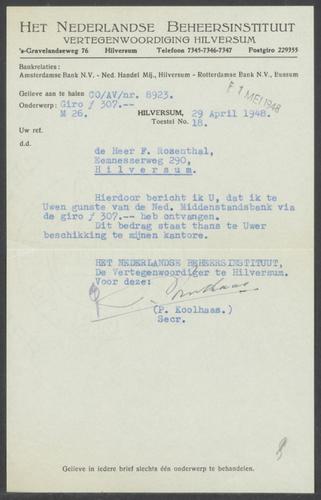 HET NEDERLANDSE BEHEERSINSTITUUT
VERTEGENWOORDIGING HILVERSUM
's-Gravelandseweg 76 Hilversum Telefoon 7345-7346-7347 Postgiro 229355
Bankrelaties:
Amsterdamse Bank N.V. - Ned. Handel Mij., Hilversum - Rotterdamse Bank N.V., Bussum
Gelieve aan te halen CO/AV/nr. 8923.
Onderwerp: Giro ƒ 307.--
1 MEI 1948
M 26. HILVERSUM, 29 April 1948.
Toestel No. 18.
Uw ref.
d.d.
de Heer F. Rosenthal,
Eemnesserweg 290,
Hilversum.
Hierdoor bericht ik U, dat ik te
Uwen gunste van de Ned. Middenstandsbank via
de giro ƒ 307.-- heb ontvangen.
Dit bedrag staat thans te Uwer
beschikking te mijnen kantore.
HET NEDERLANDSE BEHEERSINSTITUUT,
De Vertegenwoordiger te Hilversum.
Voor deze:
(P. Koolhaas.)
Secr.
Gelieve in iedere brief slechts één onderwerp te behandelen.